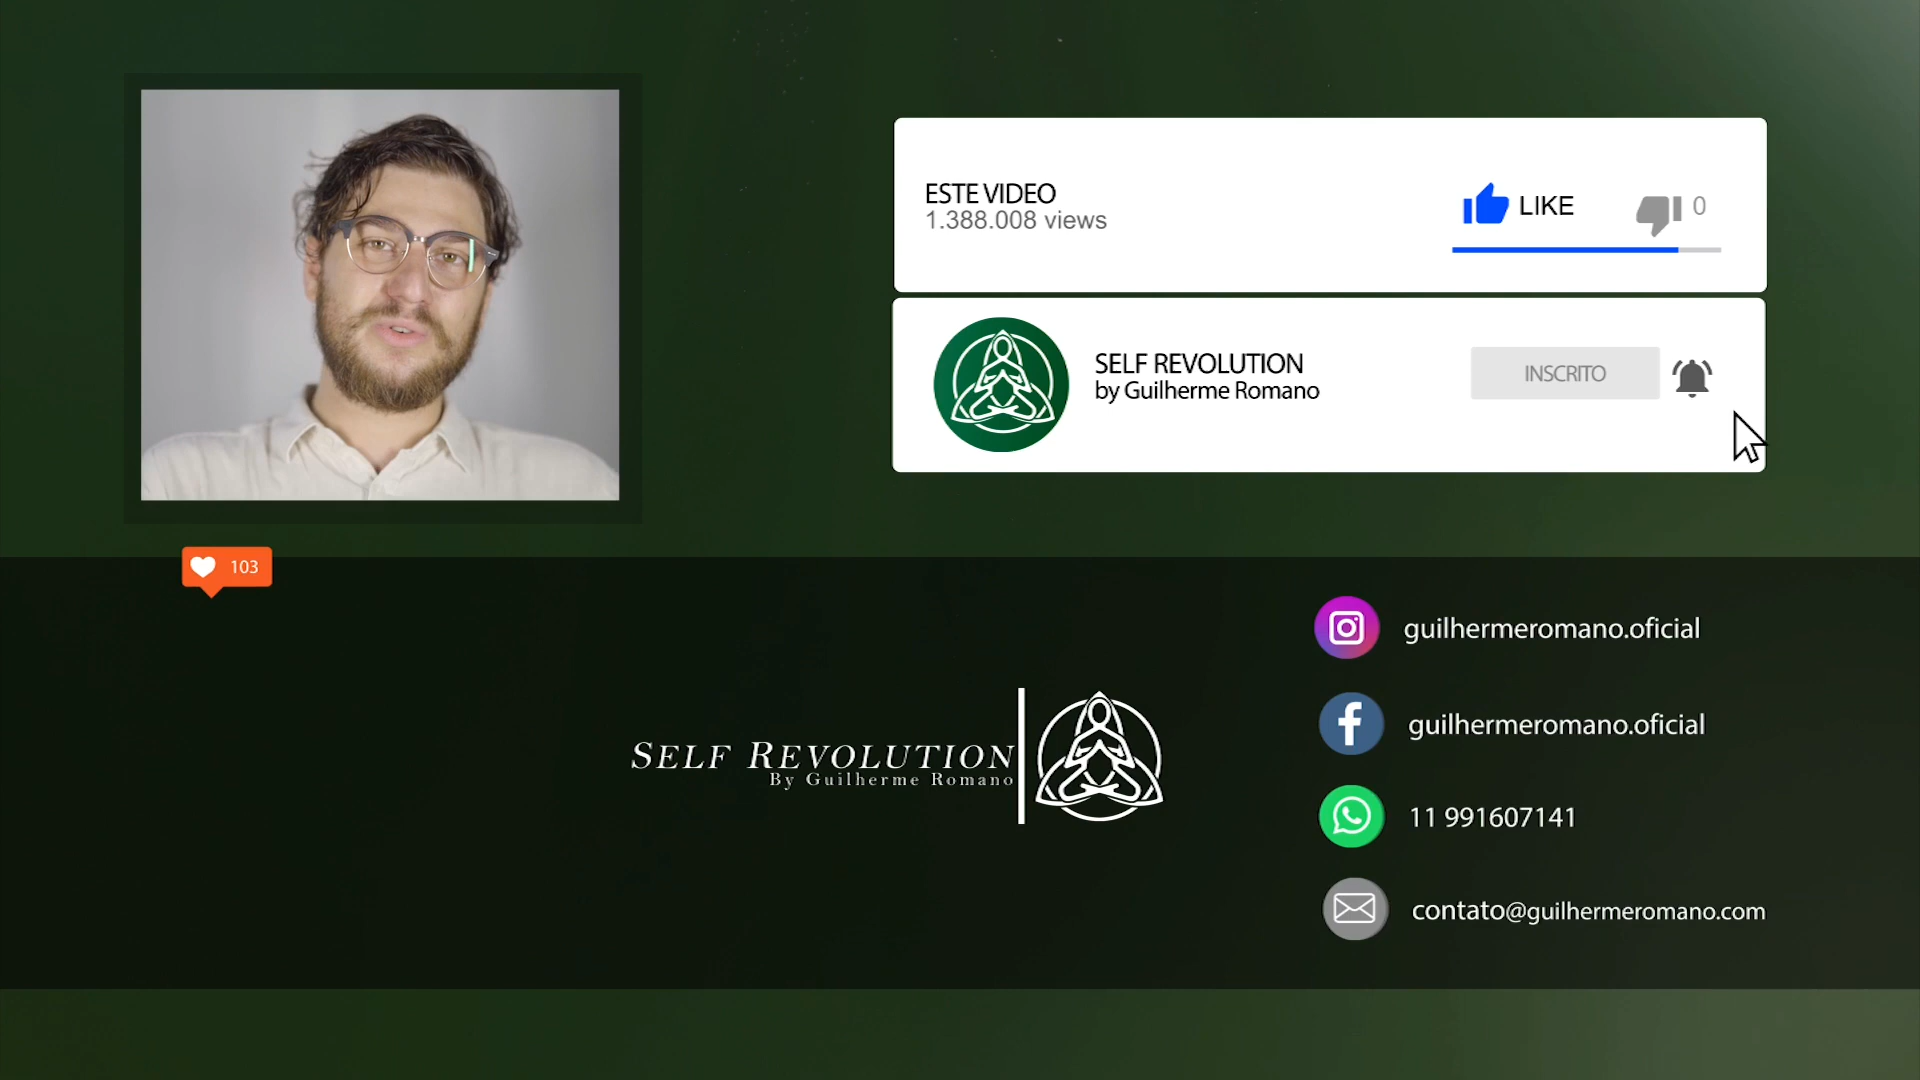 ESTE VIDEO
1.388.008 views
LIKE
0
SELF REVOLUTION
by Guilherme Romano
INSCRITO
103
guilhermeromano.oficial
guilhermeromano.oficial
SELF REVOLUTION
By Guilherme Romano
11 991607141
contato@guilhermeromano.com